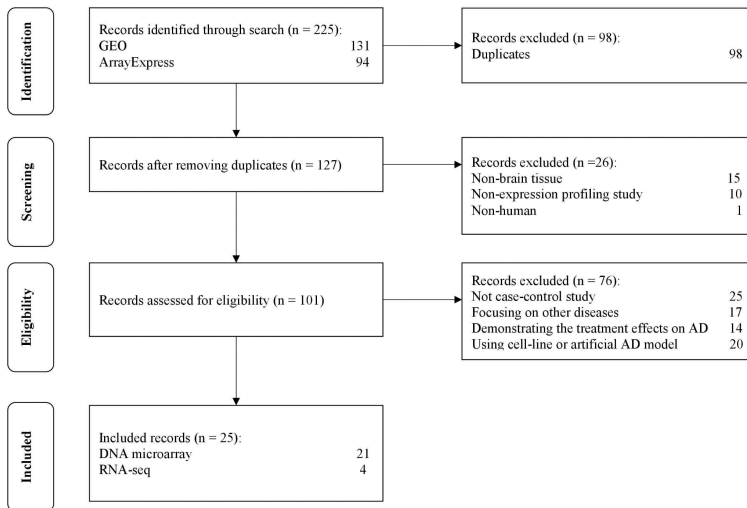 Identification
Records identified through search (n = 225):
GEO 131
ArrayExpress 94
Records excluded (n = 98):
Duplicates 98
Screening
Records after removing duplicates (n = 127)
Records excluded (n =26):
Non-brain tissue 15
Non-expression profiling study 10
Non-human 1
Eligibility
Records assessed for eligibility (n = 101)
Records excluded (n = 76):
Not case-control study 25
Focusing on other diseases 17
Demonstrating the treatment effects on AD 14
Using cell-line or artificial AD model 20
Included
Included records (n = 25):
DNA microarray 21
RNA-seq 4